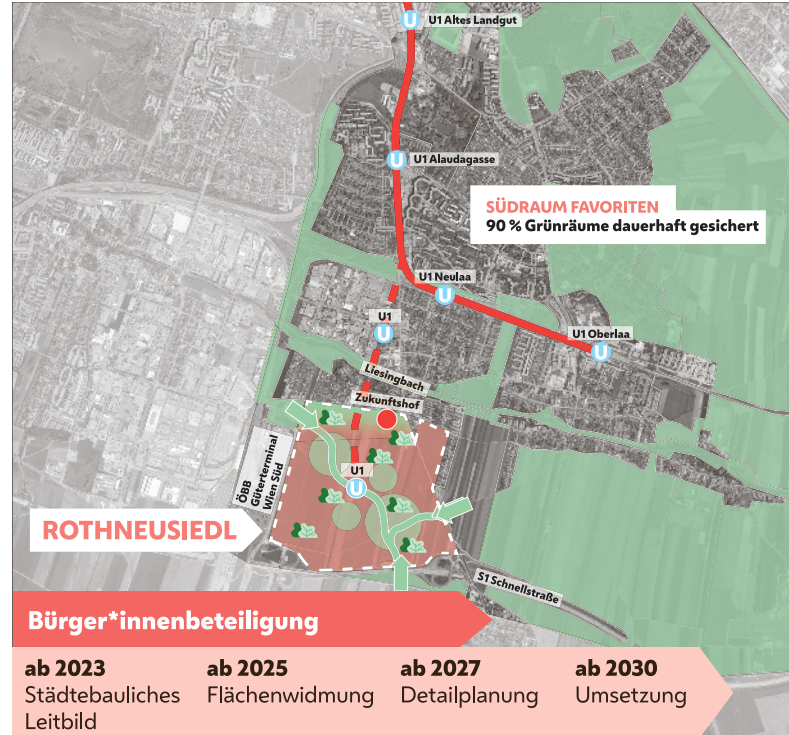 U1 Altes Landgut
U
U
U1 Alaudagasse
SÜDRAUM FAVORITEN
90 % Grünräume dauerhaft gesichert
U1 Neulaa
U
U1
U
U1 Oberlaa
U
Liesingbach
Zukunftshof
ÖBB
Güterterminal
Wien Süd
U1
U
ROTHNEUSIEDL
S1 Schnellstraße
Bürger*innenbeteiligung
ab 2023
Städtebauliches
Leitbild
ab 2025
Flächenwidmung
ab 2027
Detailplanung
ab 2030
Umsetzung